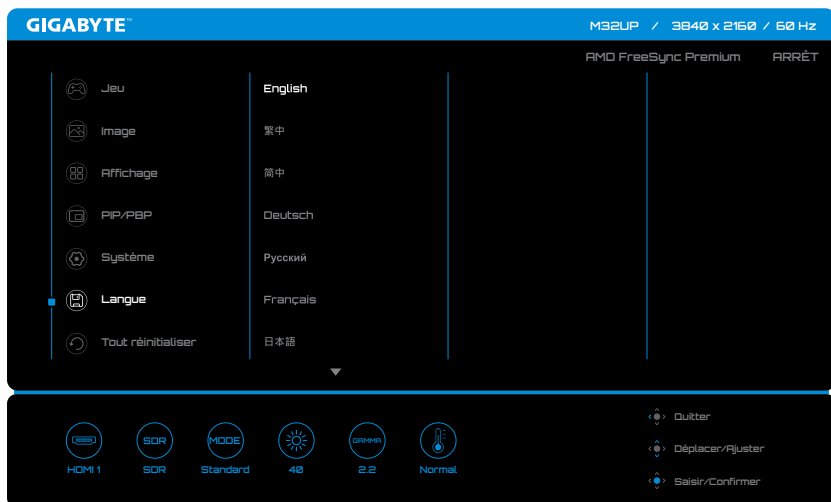 GIGABYTE™
M32UP / 3840 x 2160 / 60 Hz
AMD FreeSync Premium ARRÊT
Jeu
Image
Affichage
PIP/PBP
Système
Langue
Tout réinitialiser
English
繁中
简中
Deutsch
Русский
Français
日本語
HDMI
SDR
MODE
GAMMA
HDMI 1
SDR
Standard
40
2.2
Normal
Quitter
Déplacer/Ajuster
Saisir/Confirmer